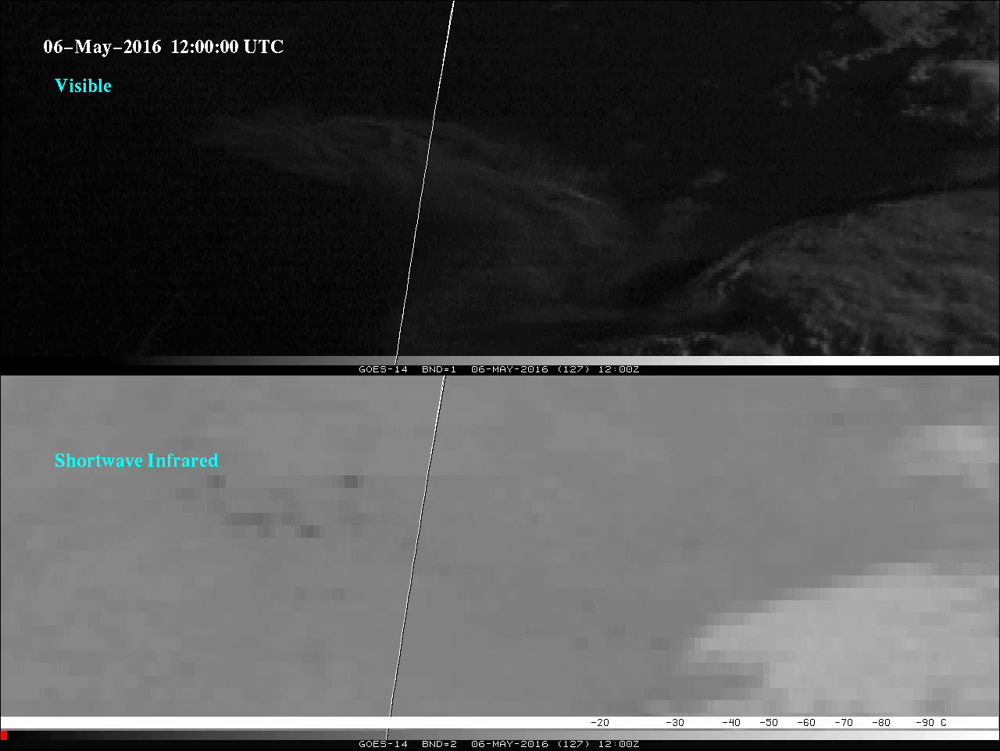 06-May-2016 12:00:00 UTC
Visible
GOES-14 BND=1 06-MAY-2016 (127) 12:00Z
Shortwave Infrared
-20 -30 -40 -50 -60 -70 -80 -90 C
GOES-14 BND=2 06-MAY-2016 (127) 12:00Z